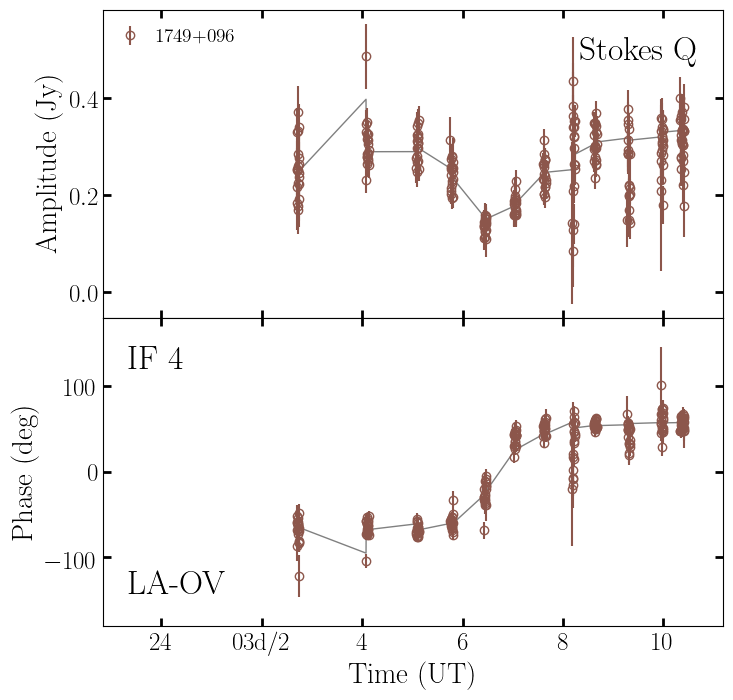 1749+096
Stokes Q
Amplitude (Jy)
0.4
0.2
0.0
IF 4
Phase (deg)
100
0
−100
LA-OV
24
03d/2
4
6
8
10
Time (UT)